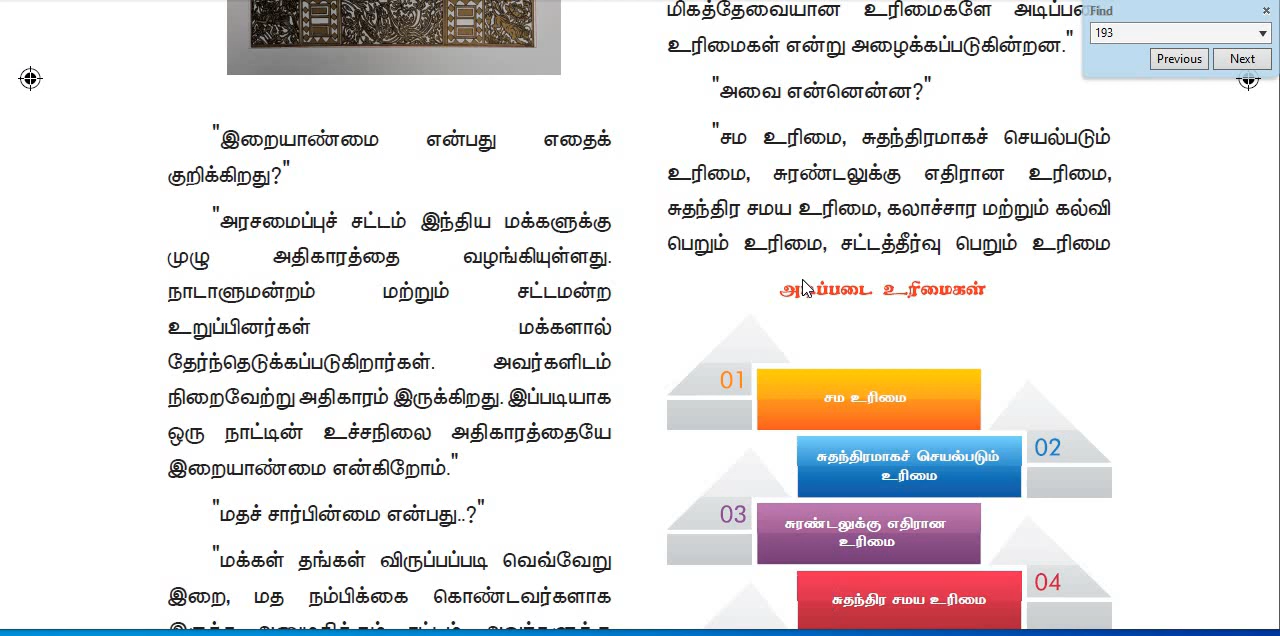 "இறையாண்மை என்பது எதைக்
குறிக்கிறது?"
"அரசமைப்புச் சட்டம் இந்திய மக்களுக்கு
முழு அதிகாரத்தை வழங்கியுள்ளது.
நாடாளுமன்றம் மற்றும் சட்டமன்ற
உறுப்பினர்கள் மக்களால்
தேர்ந்தெடுக்கப்படுகிறார்கள். அவர்களிடம்
நிறைவேற்று அதிகாரம் இருக்கிறது. இப்படியாக
ஒரு நாட்டின் உச்சநிலை அதிகாரத்தையே
இறையாண்மை என்கிறோம்."
"மதச் சார்பின்மை என்பது..?"
"மக்கள் தங்கள் விருப்பப்படி வெவ்வேறு
இறை, மத நம்பிக்கை கொண்டவர்களாக
மிகத்தேவையான உரிமைகளே
உரிமைகள் என்று அழைக்கப்படுகின்றன."
"அவை என்னென்ன?"
"சம உரிமை, சுதந்திரமாகச் செயல்படும்
உரிமை, சுரண்டலுக்கு எதிரான உரிமை,
சுதந்திர சமய உரிமை, கலாச்சார மற்றும் கல்வி
பெறும் உரிமை, சட்டத்தீர்வு பெறும் உரிமை
அடிப்படை உரிமைகள்
01
சம உரிமை
02
சுதந்திரமாகச் செயல்படும்
உரிமை
03
சுரண்டலுக்கு எதிரான
உரிமை
04
சுதந்திர சமய உரிமை
Find
193
Previous Next